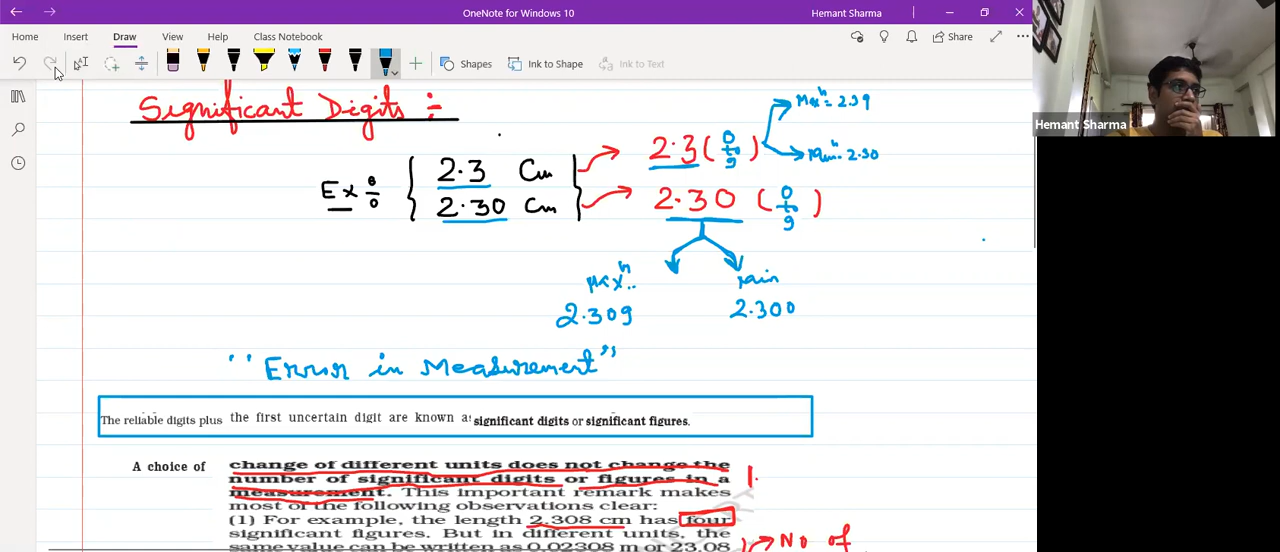 OneNote for Windows 10
Hemant Sharma
Home Insert Draw View Help Class Notebook
Share
Shapes Ink to Shape Ink to Text
Significant Digits :-
Ex :- 2.3 Cm
2.30 Cm
2.3 (0 to 9)
Maxⁿ = 2.39
Minⁿ = 2.30
2.30 (0 to 9)
Maxⁿ.. min
2.309 2.300
"Error in Measurement"
The reliable digits plus the first uncertain digit are known as significant digits or significant figures.
A choice of change of different units does not change the
number of significant digits or figures in a 1.
measurement. This important remark makes
most of the following observations clear:
(1) For example, the length 2.308 cm has four
significant figures. But in different units, the
same value can be written as 0.02308 m or 23.08
No of
Hemant Sharma